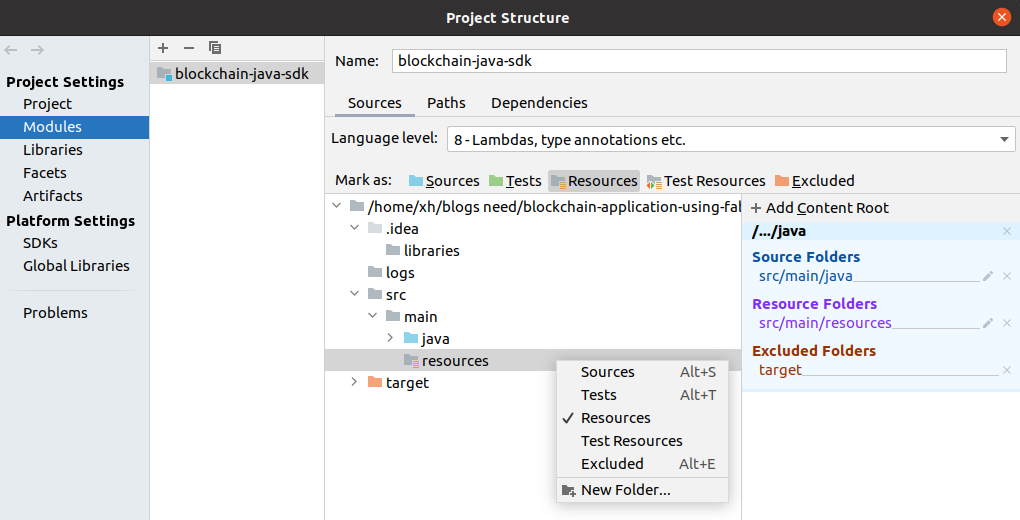 Project Structure
Project Settings
Project
Modules
Libraries
Facets
Artifacts
Platform Settings
SDKs
Global Libraries
Problems
blockchain-java-sdk
Name: blockchain-java-sdk
Sources Paths Dependencies
Language level: 8 - Lambdas, type annotations etc.
Mark as: Sources Tests Resources Test Resources Excluded
/home/xh/blogs need/blockchain-application-using-fal
.idea
libraries
logs
src
main
java
resources
target
Sources Alt+S
Tests Alt+T
Resources
Test Resources
Excluded Alt+E
New Folder...
+ Add Content Root
/.../java
Source Folders
src/main/java
Resource Folders
src/main/resources
Excluded Folders
target